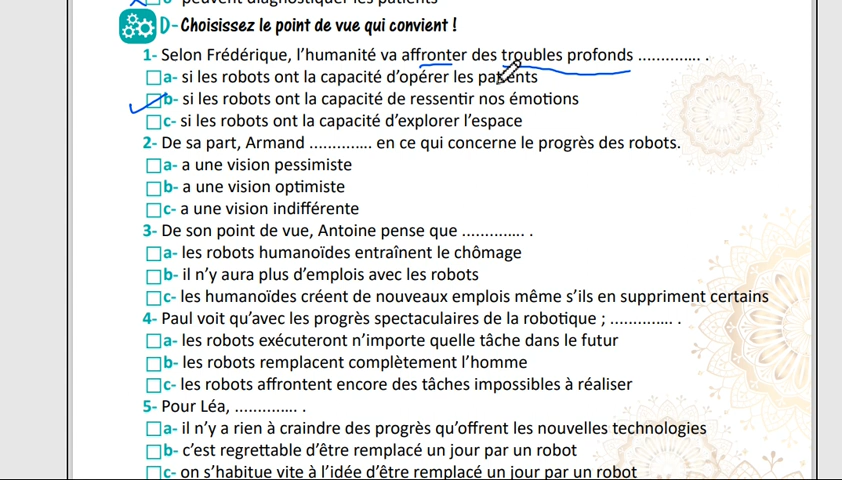 b- peuvent diagnostiquer les patients
D- Choisissez le point de vue qui convient !
1- Selon Frédérique, l'humanité va affronter des troubles profonds .............. .
a- si les robots ont la capacité d'opérer les patients
b- si les robots ont la capacité de ressentir nos émotions
c- si les robots ont la capacité d'explorer l'espace
2- De sa part, Armand .............. en ce qui concerne le progrès des robots.
a- a une vision pessimiste
b- a une vision optimiste
c- a une vision indifférente
3- De son point de vue, Antoine pense que .............. .
a- les robots humanoïdes entraînent le chômage
b- il n'y aura plus d'emplois avec les robots
c- les humanoïdes créent de nouveaux emplois même s'ils en suppriment certains
4- Paul voit qu'avec les progrès spectaculaires de la robotique ; .............. .
a- les robots exécuteront n'importe quelle tâche dans le futur
b- les robots remplacent complètement l'homme
c- les robots affrontent encore des tâches impossibles à réaliser
5- Pour Léa, .............. .
a- il n'y a rien à craindre des progrès qu'offrent les nouvelles technologies
b- c'est regrettable d'être remplacé un jour par un robot
c- on s'habitue vite à l'idée d'être remplacé un jour par un robot